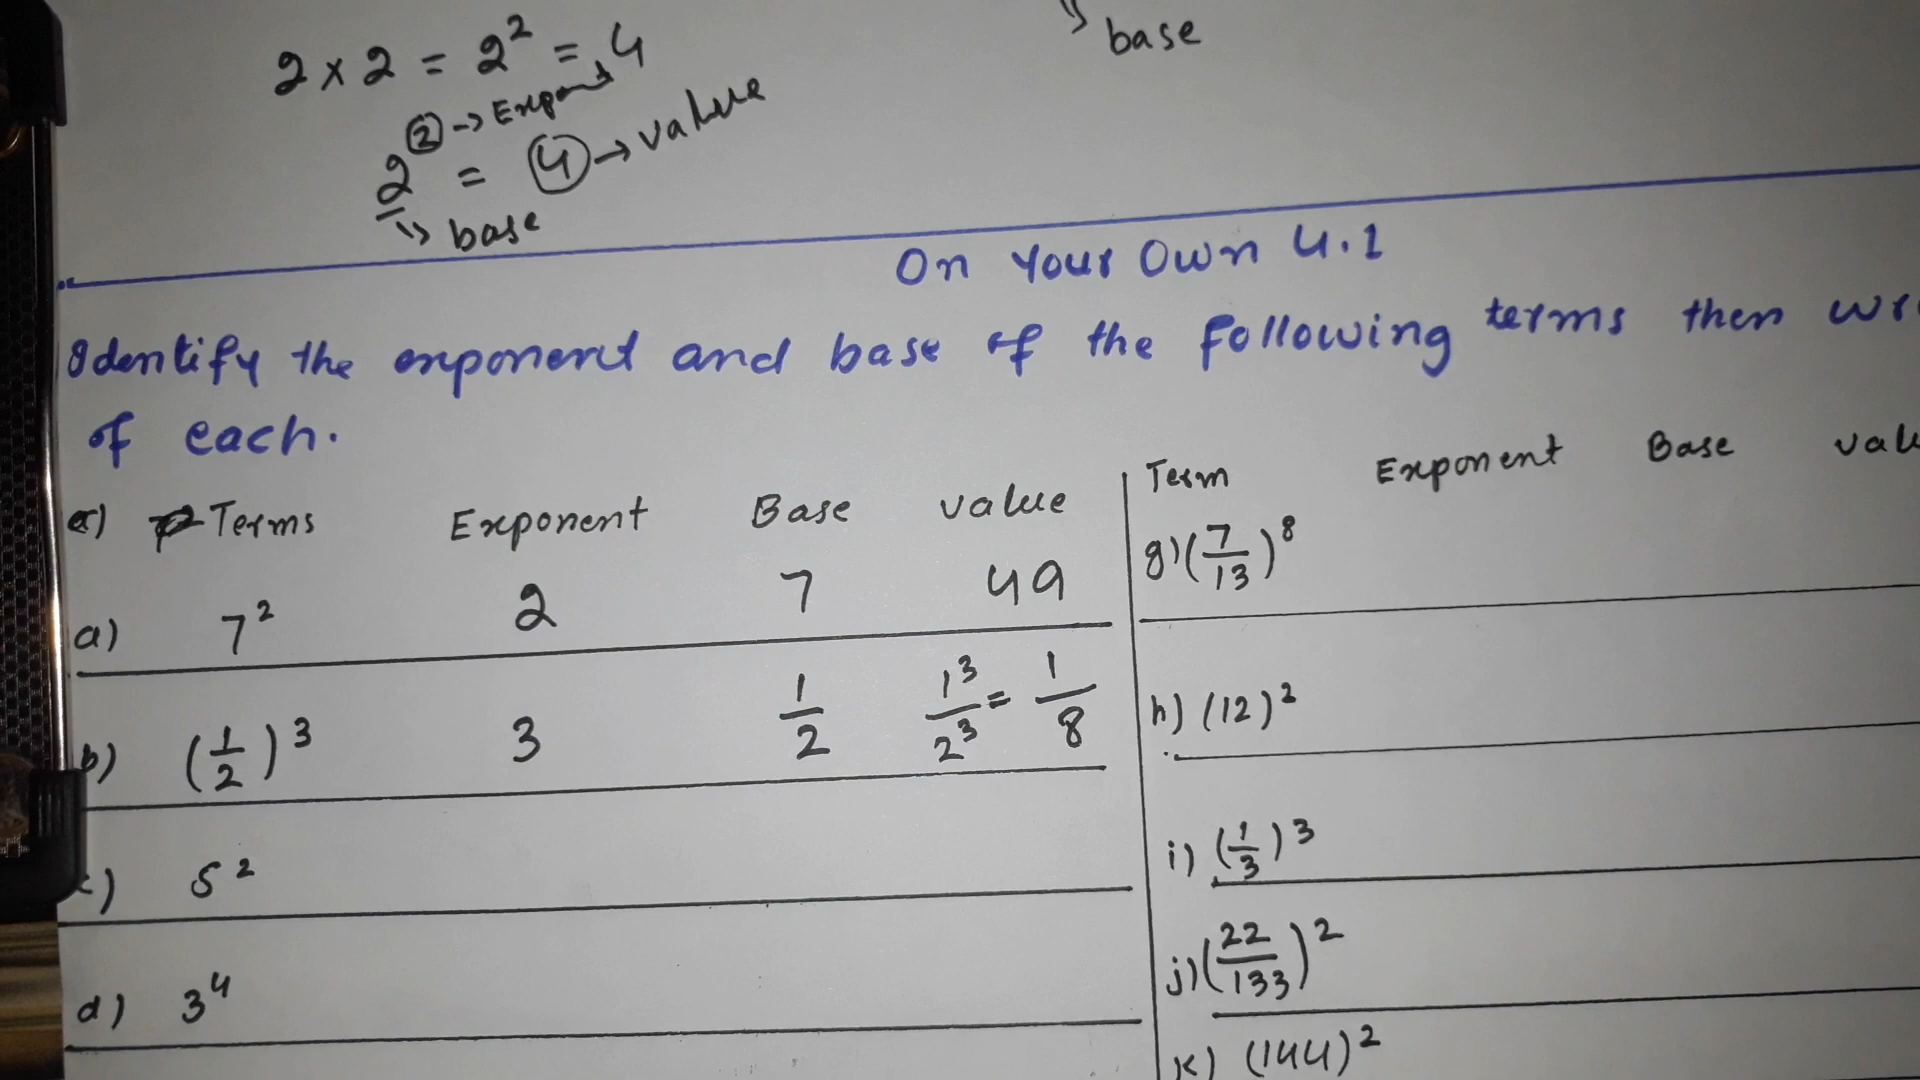 2 × 2 = 2² = 4
base
2² → Exponent
= 4 → value
↳ base
On Your Own 4.1
Identify the exponent and base of the following terms then
of each.
Terms Exponent Base value
a) 7² 2 7 49
b) (1/2)³ 3 1/2 1³/2³ = 1/8
c) 5²
d) 3⁴
Term Exponent Base
g) (7/13)⁸
h) (12)²
i) (1/3)³
j) (22/133)²
k) (144)²